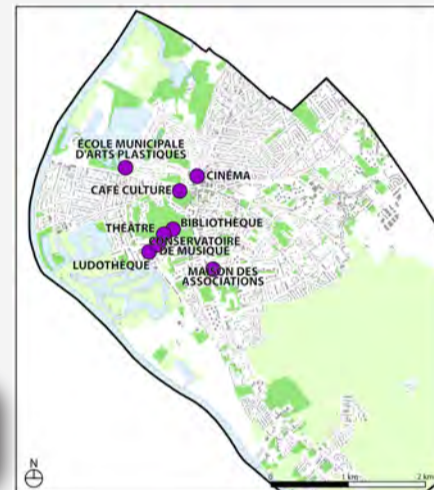 ÉCOLE MUNICIPALE
D'ARTS PLASTIQUES
CINÉMA
CAFÉ CULTURE
BIBLIOTHÈQUE
THÉÂTRE
CONSERVATOIRE
DE MUSIQUE
LUDOTHÈQUE
MAISON DES
ASSOCIATIONS
N
0 1 km 2 km